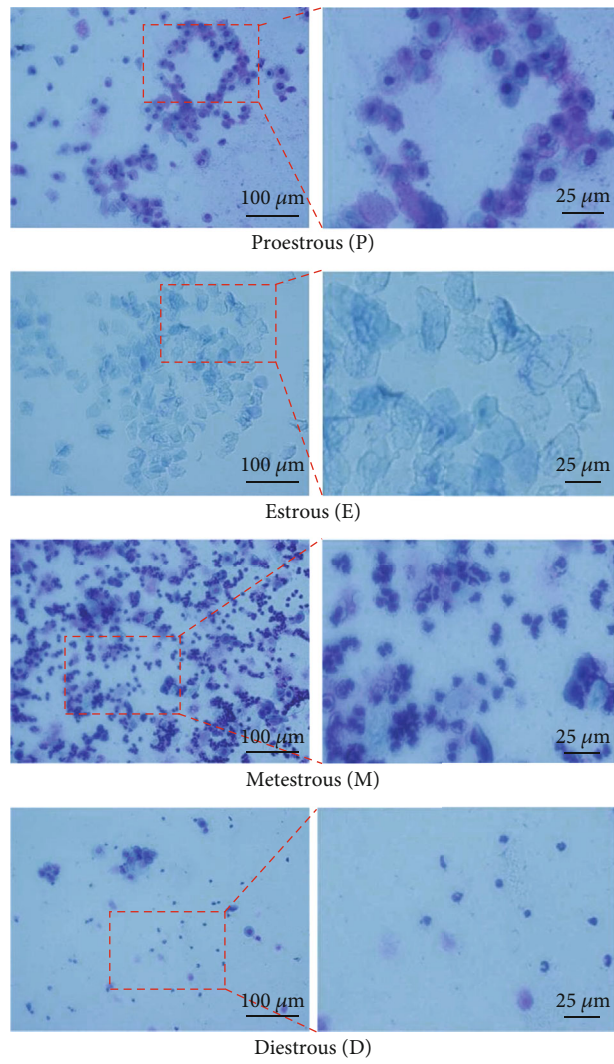 100 μm
25 μm
Proestrous (P)
100 μm
25 μm
Estrous (E)
100 μm
25 μm
Metestrous (M)
100 μm
25 μm
Diestrous (D)